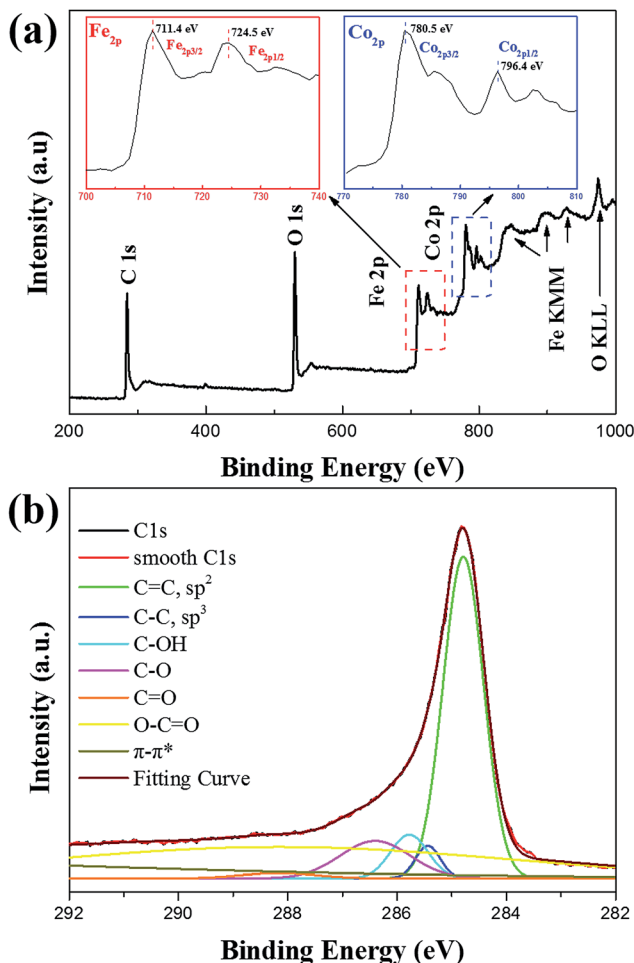 (a)
Fe2p
711.4 eV
Fe2p3/2
724.5 eV
Fe2p1/2
700 710 720 730 740
Co2p
780.5 eV
Co2p3/2
Co2p1/2
796.4 eV
770 780 790 800 810
C 1s
O 1s
Fe 2p
Co 2p
Fe KMM
O KLL
Intensity (a.u)
200 400 600 800 1000
Binding Energy (eV)
(b)
C1s
smooth C1s
C=C, sp²
C-C, sp³
C-OH
C-O
C=O
O-C=O
π-π*
Fitting Curve
Intensity (a.u.)
292 290 288 286 284 282
Binding Energy (eV)